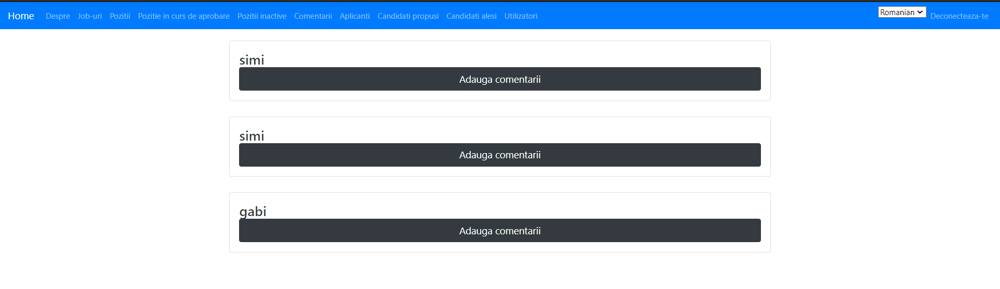 Home Despre Job-uri Pozitii Pozitie in curs de aprobare Pozitii inactive Comentarii Aplicanti Candidati propusi Candidati alesi Utilizatori Romanian Deconecteaza-te
simi
Adauga comentarii
simi
Adauga comentarii
gabi
Adauga comentarii